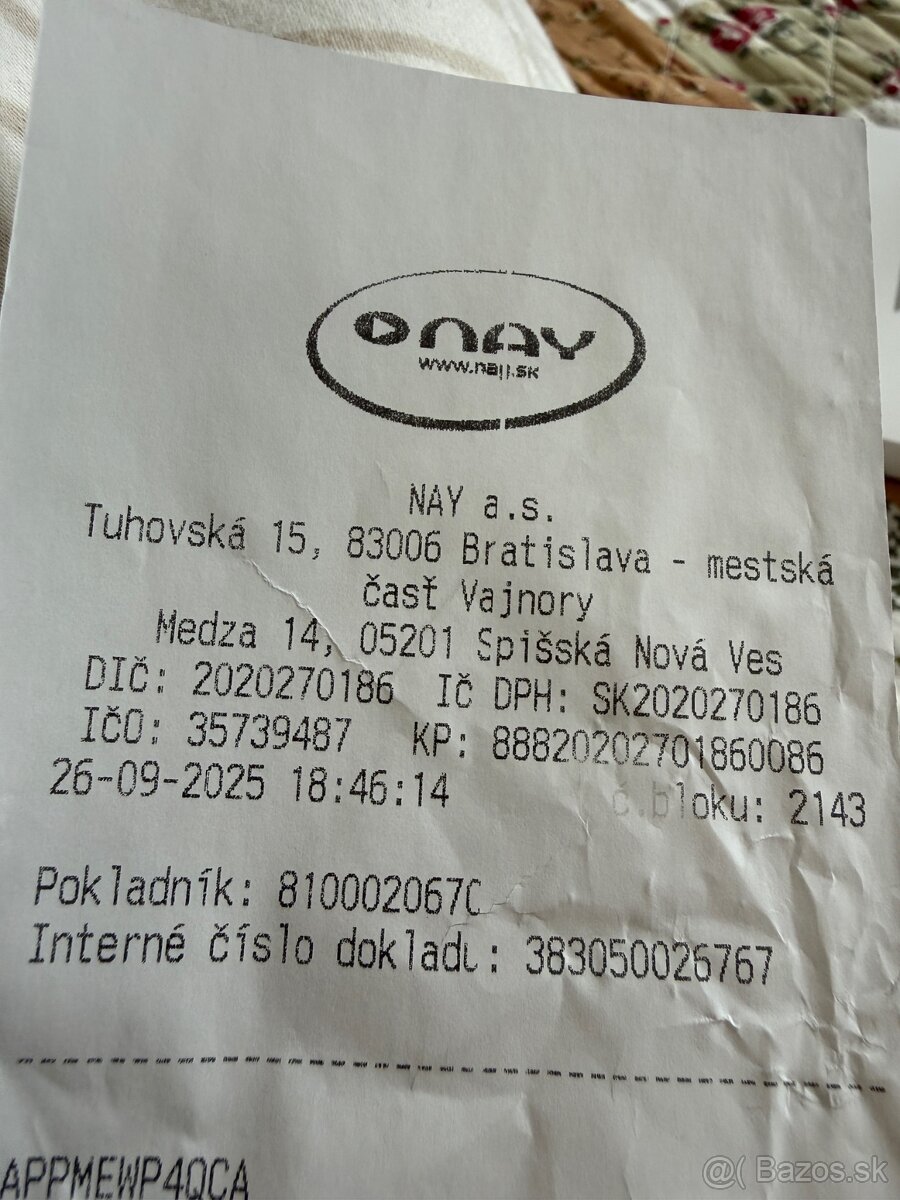 NAY
www.nay.sk
NAY a.s.
Tuhovská 15, 83006 Bratislava - mestská
časť Vajnory
Medza 14, 05201 Spišská Nová Ves
DIČ: 2020270186 IČ DPH: SK2020270186
IČO: 35739487 KP: 88820202701860086
26-09-2025 18:46:14 č.bloku: 2143
Pokladník: 8100020670
Interné číslo dokladu: 383050026767
APPMEWP4QCA
@( Bazos.sk